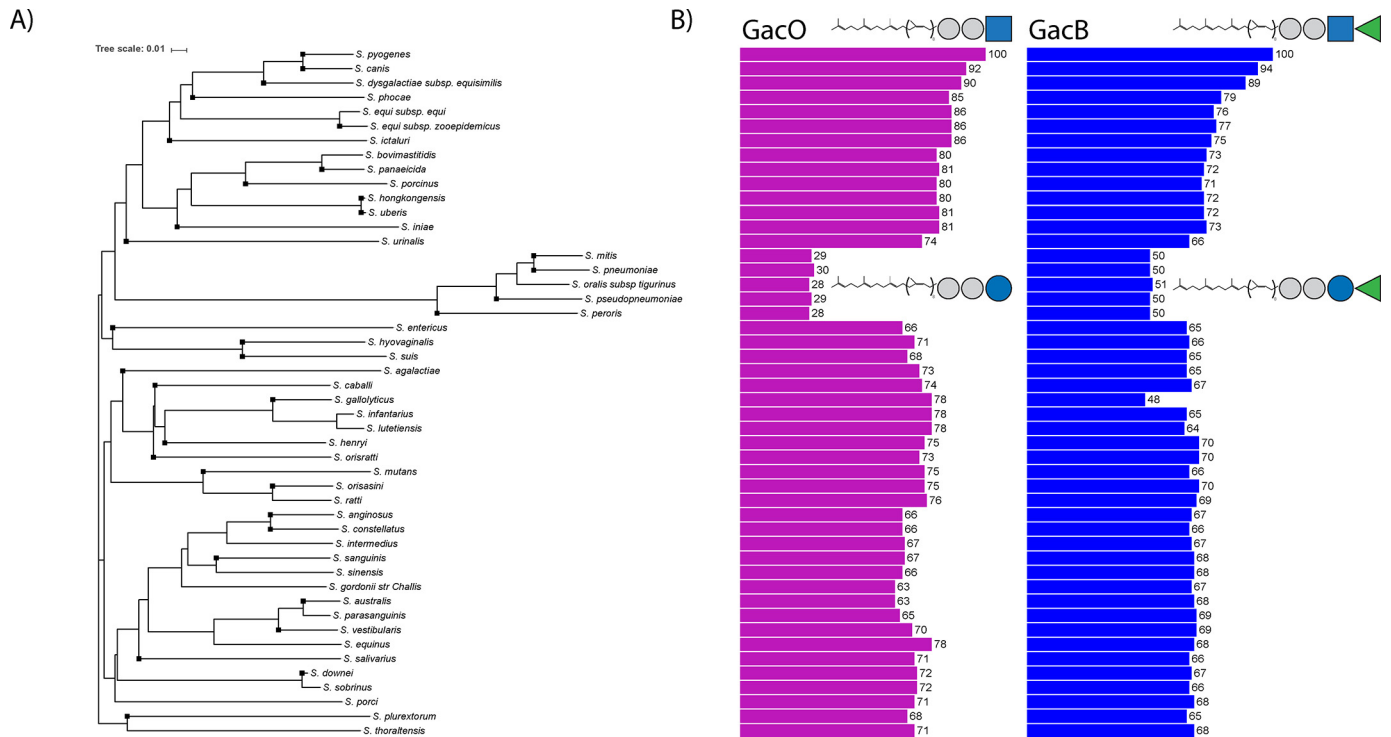 A)
Tree scale: 0.01
S. pyogenes
S. canis
S. dysgalactiae subsp. equisimilis
S. phocae
S. equi subsp. equi
S. equi subsp. zooepidemicus
S. ictaluri
S. bovimastitidis
S. panaeicida
S. porcinus
S. hongkongensis
S. uberis
S. iniae
S. urinalis
S. mitis
S. pneumoniae
S. oralis subsp tigurinus
S. pseudopneumoniae
S. peroris
S. entericus
S. hyovaginalis
S. suis
S. agalactiae
S. caballi
S. gallolyticus
S. infantarius
S. lutetiensis
S. henryi
S. orisratti
S. mutans
S. orisasini
S. ratti
S. anginosus
S. constellatus
S. intermedius
S. sanguinis
S. sinensis
S. gordonii str Challis
S. australis
S. parasanguinis
S. vestibularis
S. equinus
S. salivarius
S. downei
S. sobrinus
S. porci
S. plurextorum
S. thoraltensis
B)
GacO
100
92
90
85
86
86
86
80
81
80
80
81
81
74
29
30
28
29
28
66
71
68
73
74
78
78
78
75
73
75
75
76
66
66
67
67
66
63
63
65
70
78
71
72
72
71
68
71
GacB
100
94
89
79
76
77
75
73
72
71
72
72
73
66
50
50
51
50
50
65
66
65
65
67
48
65
64
70
70
66
70
69
67
66
67
68
68
67
68
69
69
68
66
67
66
68
65
68